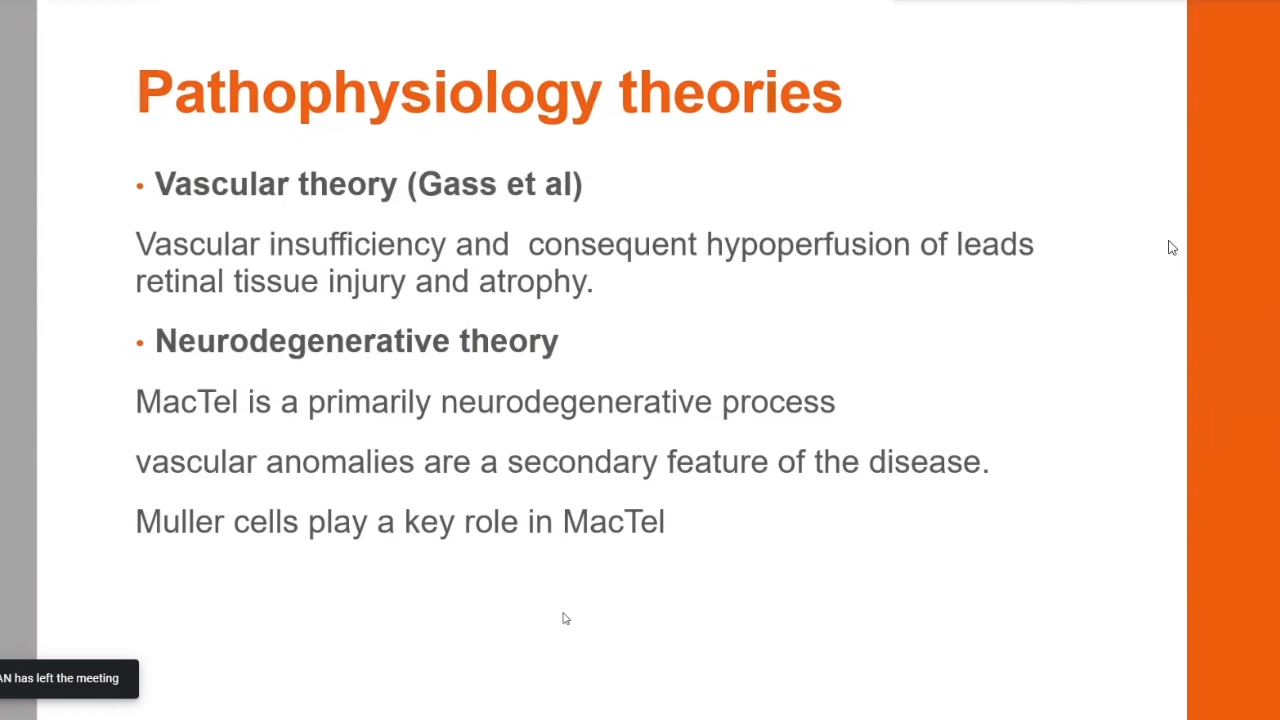 Pathophysiology theories
• Vascular theory (Gass et al)
Vascular insufficiency and  consequent hypoperfusion of leads
retinal tissue injury and atrophy.
• Neurodegenerative theory
MacTel is a primarily neurodegenerative process
vascular anomalies are a secondary feature of the disease.
Muller cells play a key role in MacTel
AN has left the meeting